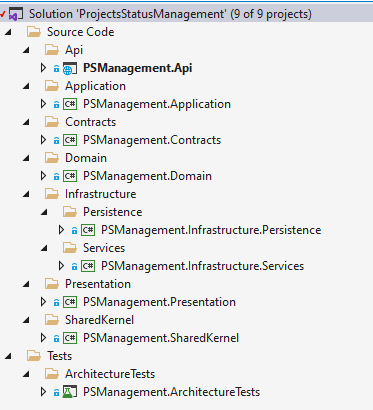 Solution 'ProjectsStatusManagement' (9 of 9 projects)
Source Code
Api
PSManagement.Api
Application
C# PSManagement.Application
Contracts
C# PSManagement.Contracts
Domain
C# PSManagement.Domain
Infrastructure
Persistence
C# PSManagement.Infrastructure.Persistence
Services
C# PSManagement.Infrastructure.Services
Presentation
C# PSManagement.Presentation
SharedKernel
C# PSManagement.SharedKernel
Tests
ArchitectureTests
PSManagement.ArchitectureTests